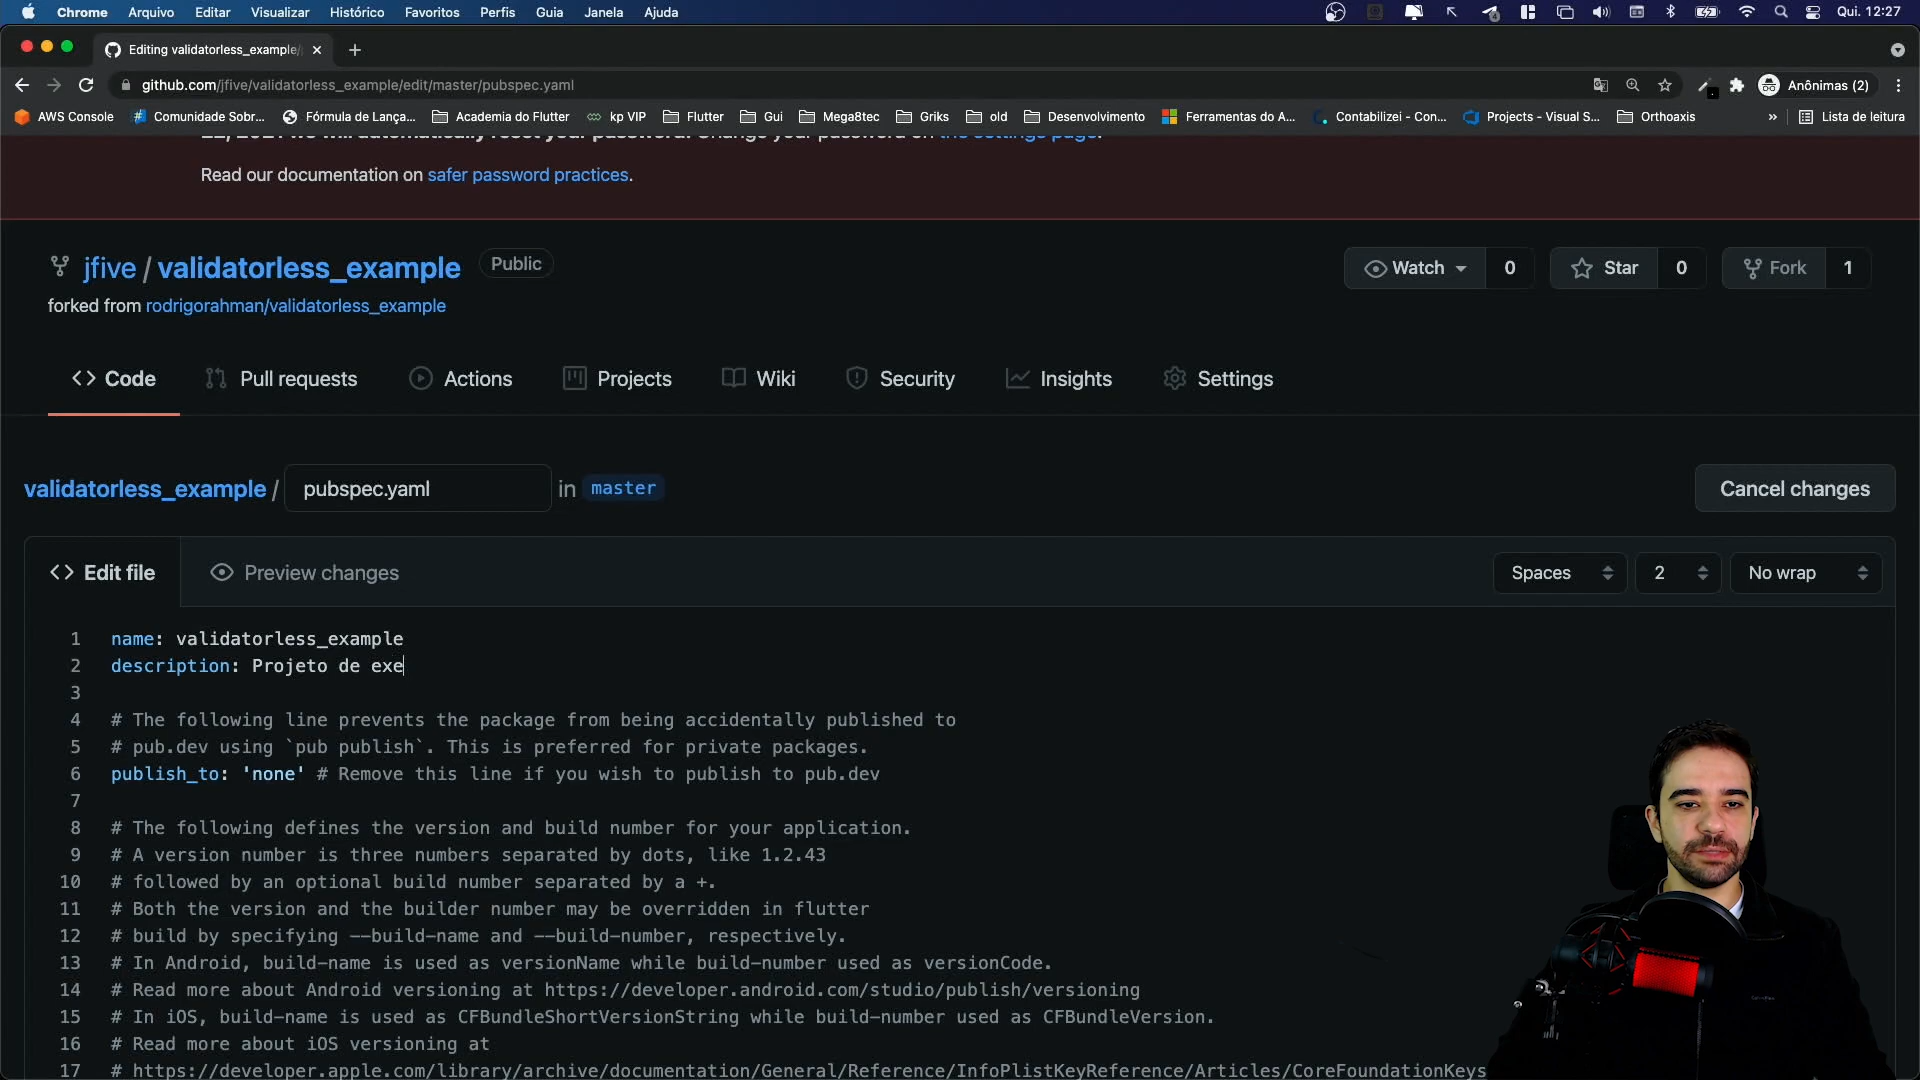 Chrome Arquivo Editar Visualizar Histórico Favoritos Perfis Guia Janela Ajuda
Qui. 12:27
Editing validatorless_example/
github.com/jfive/validatorless_example/edit/master/pubspec.yaml
Anônimas (2)
AWS Console Comunidade Sobr... Fórmula de Lança... Academia do Flutter kp VIP Flutter Gui Mega8tec Griks old Desenvolvimento Ferramentas do A... Contabilizei - Con... Projects - Visual S... Orthoaxis » Lista de leitura
Read our documentation on safer password practices.
jfive / validatorless_example Public
Watch 0 Star 0 Fork 1
forked from rodrigorahman/validatorless_example
Code Pull requests Actions Projects Wiki Security Insights Settings
validatorless_example / pubspec.yaml in master
Cancel changes
Edit file Preview changes
Spaces 2 No wrap
1 name: validatorless_example
2 description: Projeto de exe
3
4 # The following line prevents the package from being accidentally published to
5 # pub.dev using `pub publish`. This is preferred for private packages.
6 publish_to: 'none' # Remove this line if you wish to publish to pub.dev
7
8 # The following defines the version and build number for your application.
9 # A version number is three numbers separated by dots, like 1.2.43
10 # followed by an optional build number separated by a +.
11 # Both the version and the builder number may be overridden in flutter
12 # build by specifying --build-name and --build-number, respectively.
13 # In Android, build-name is used as versionName while build-number used as versionCode.
14 # Read more about Android versioning at https://developer.android.com/studio/publish/versioning
15 # In iOS, build-name is used as CFBundleShortVersionString while build-number used as CFBundleVersion.
16 # Read more about iOS versioning at
17 # https://developer.apple.com/library/archive/documentation/General/Reference/InfoPlistKeyReference/Articles/CoreFoundationKeys